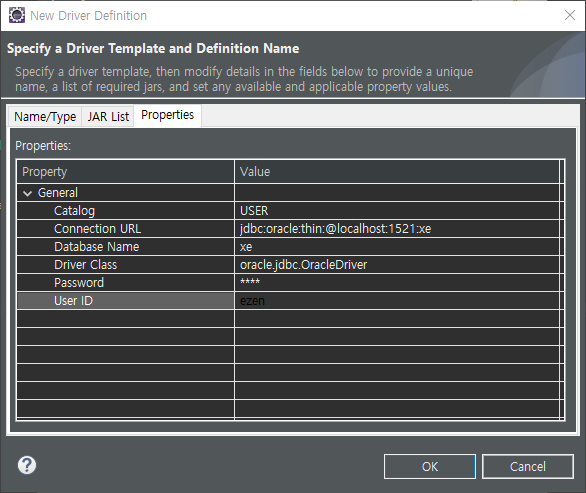 New Driver Definition
Specify a Driver Template and Definition Name
Specify a driver template, then modify details in the fields below to provide a unique
name, a list of required jars, and set any available and applicable property values.
Name/Type JAR List Properties
Properties:
Property Value
General
Catalog USER
Connection URL jdbc:oracle:thin:@localhost:1521:xe
Database Name xe
Driver Class oracle.jdbc.OracleDriver
Password ****
User ID ezen
? OK Cancel